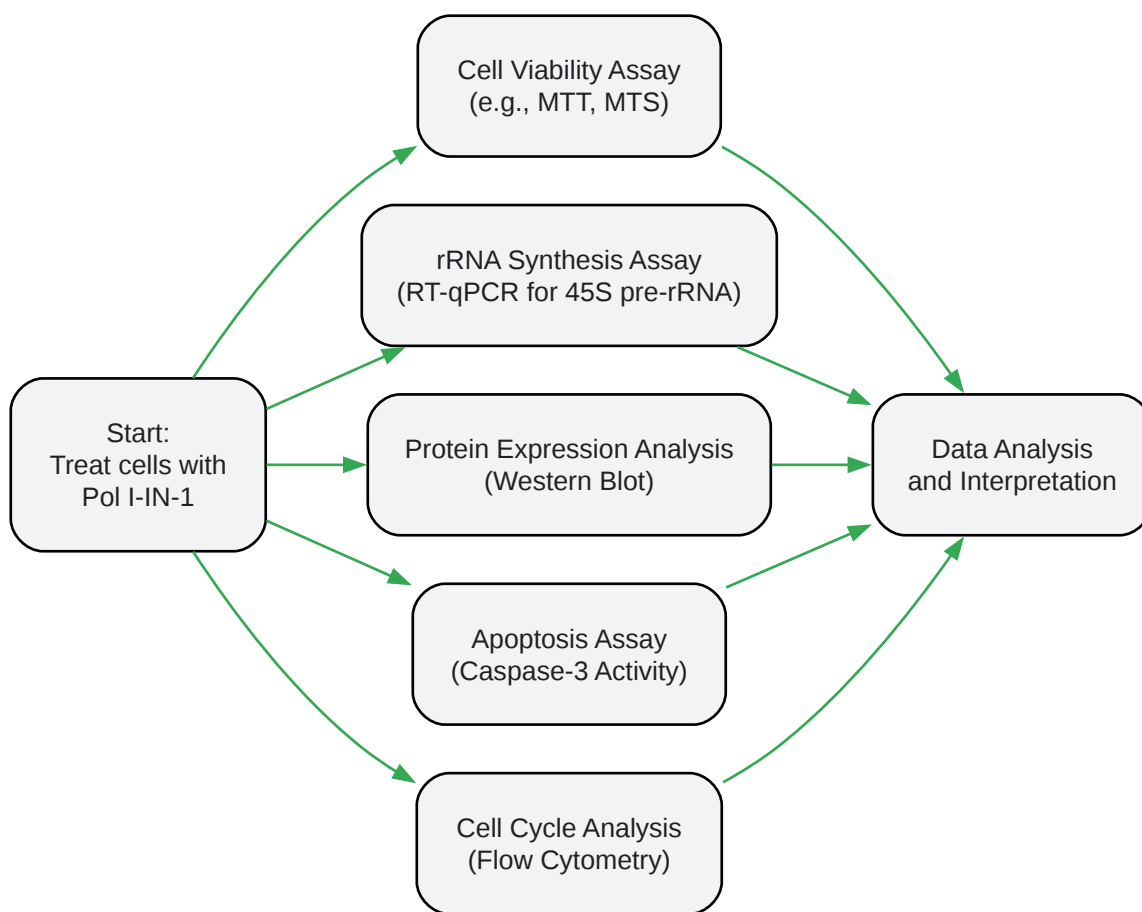 Cell Viability Assay
(e.g., MTT, MTS)
rRNA Synthesis Assay
(RT-qPCR for 45S pre-rRNA)
Start:
Treat cells with
Pol I-IN-1
Protein Expression Analysis
(Western Blot)
Data Analysis
and Interpretation
Apoptosis Assay
(Caspase-3 Activity)
Cell Cycle Analysis
(Flow Cytometry)